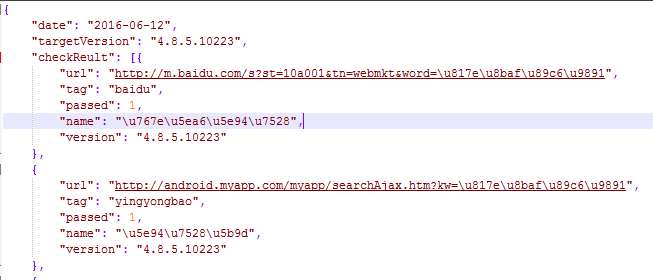 {
"date": "2016-06-12",
"targetVersion": "4.8.5.10223",
"checkReult": [{
"url": "http://m.baidu.com/s?st=10a001&tn=webmkt&word=\u817e\u8baf\u89c6\u9891",
"tag": "baidu",
"passed": 1,
"name": "\u767e\u5ea6\u5e94\u7528",
"version": "4.8.5.10223"
},
{
"url": "http://android.myapp.com/myapp/searchAjax.htm?kw=\u817e\u8baf\u89c6\u9891",
"tag": "yingyongbao",
"passed": 1,
"name": "\u5e94\u7528\u5b9d",
"version": "4.8.5.10223"
},